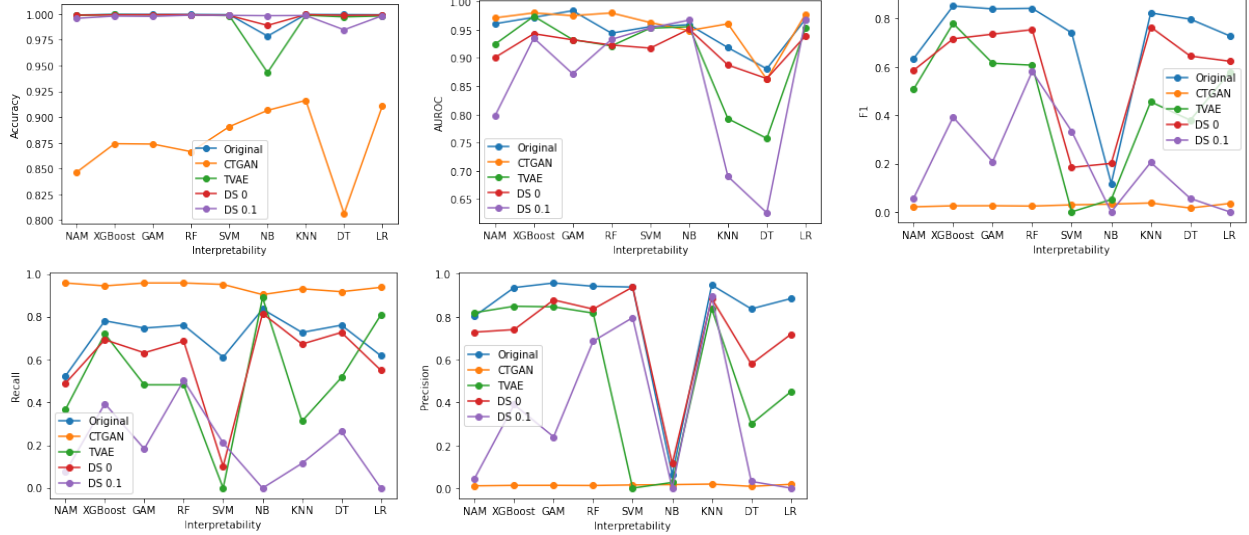 1.000
0.975
0.950
0.925
0.900
0.875
0.850
0.825
0.800
Accuracy
Original
CTGAN
TVAE
DS 0
DS 0.1
NAM XGBoost GAM RF SVM NB KNN DT LR
Interpretability
1.00
0.95
0.90
0.85
0.80
0.75
0.70
0.65
AUROC
Original
CTGAN
TVAE
DS 0
DS 0.1
NAM XGBoost GAM RF SVM NB KNN DT LR
Interpretability
0.8
0.6
0.4
0.2
0.0
F1
Original
CTGAN
TVAE
DS 0
DS 0.1
NAM XGBoost GAM RF SVM NB KNN DT LR
Interpretability
1.0
0.8
0.6
0.4
0.2
0.0
Recall
Original
CTGAN
TVAE
DS 0
DS 0.1
NAM XGBoost GAM RF SVM NB KNN DT LR
Interpretability
1.0
0.8
0.6
0.4
0.2
0.0
Precision
Original
CTGAN
TVAE
DS 0
DS 0.1
NAM XGBoost GAM RF SVM NB KNN DT LR
Interpretability